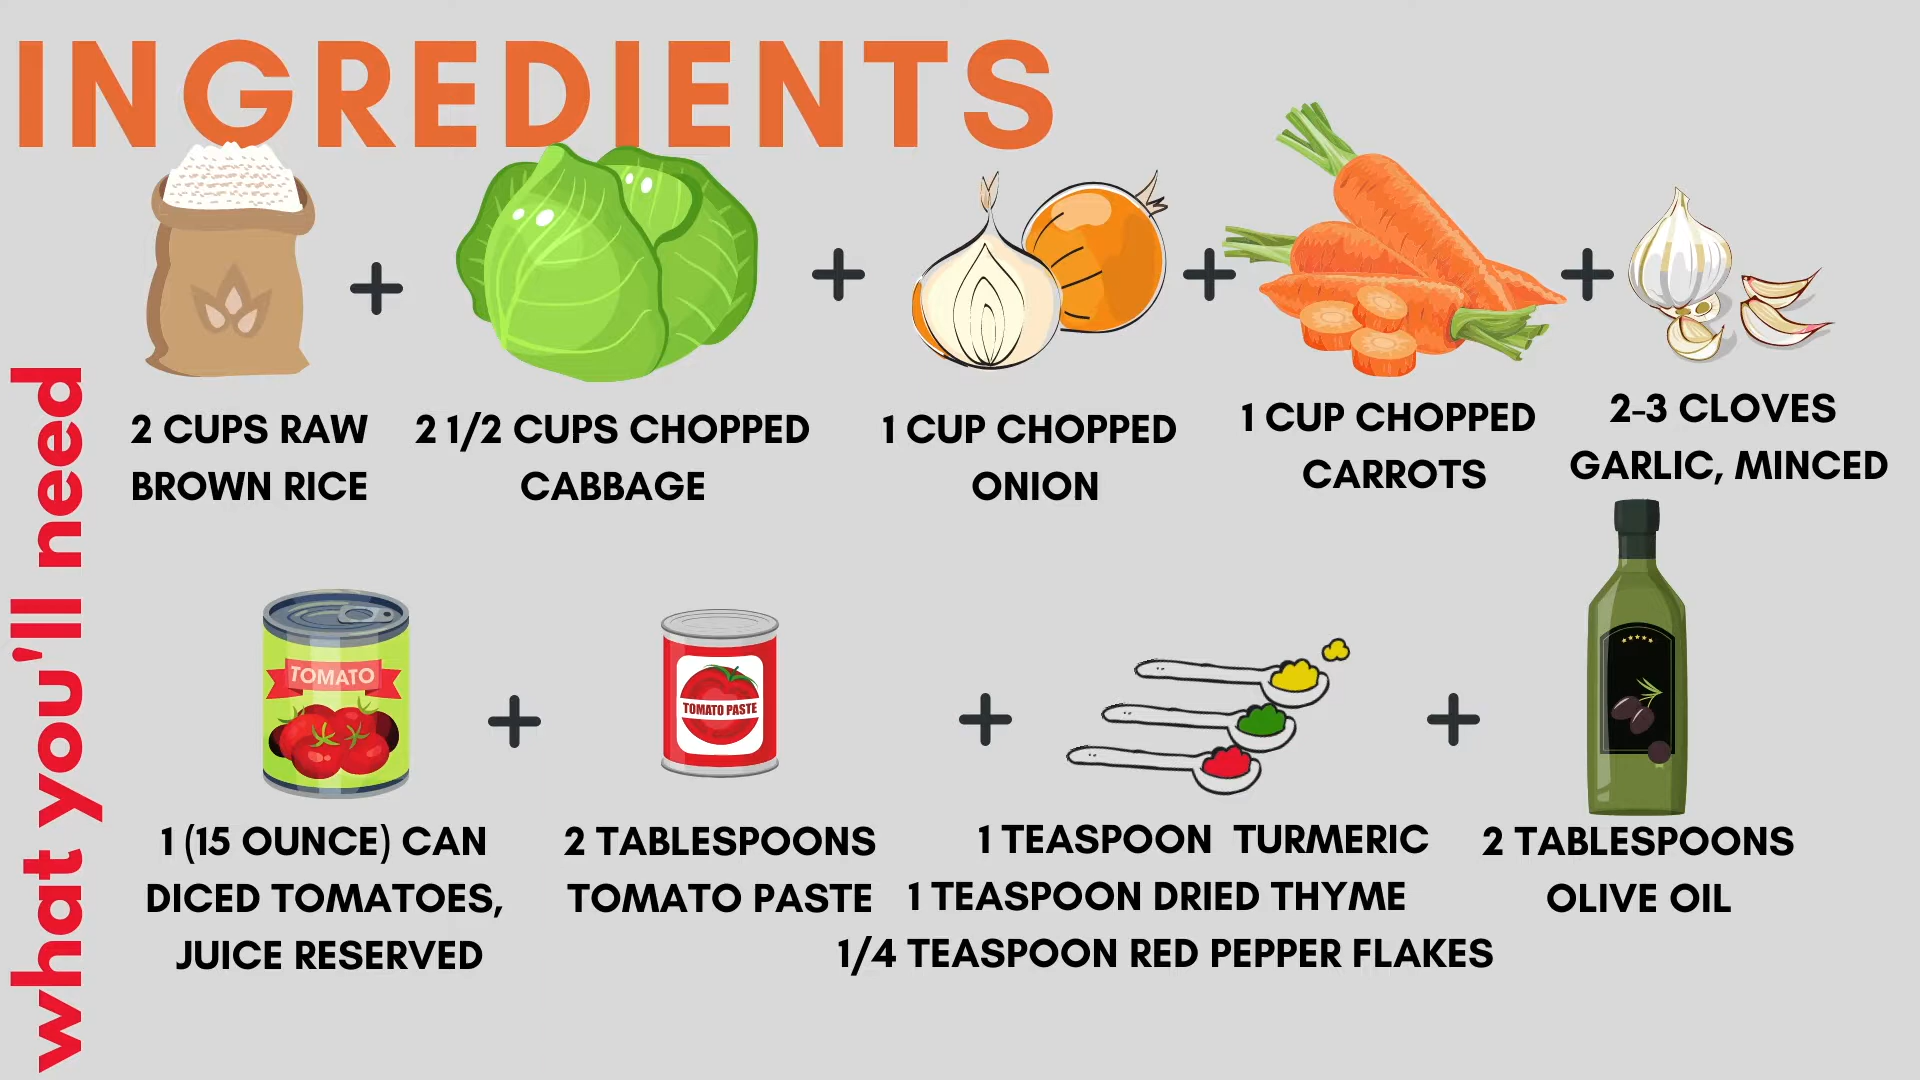 INGREDIENTS
what you'll need
2 CUPS RAW
BROWN RICE
2 1/2 CUPS CHOPPED
CABBAGE
1 CUP CHOPPED
ONION
1 CUP CHOPPED
CARROTS
2-3 CLOVES
GARLIC, MINCED
TOMATO
1 (15 OUNCE) CAN
DICED TOMATOES,
JUICE RESERVED
TOMATO PASTE
2 TABLESPOONS
TOMATO PASTE
1 TEASPOON TURMERIC
1 TEASPOON DRIED THYME
1/4 TEASPOON RED PEPPER FLAKES
2 TABLESPOONS
OLIVE OIL